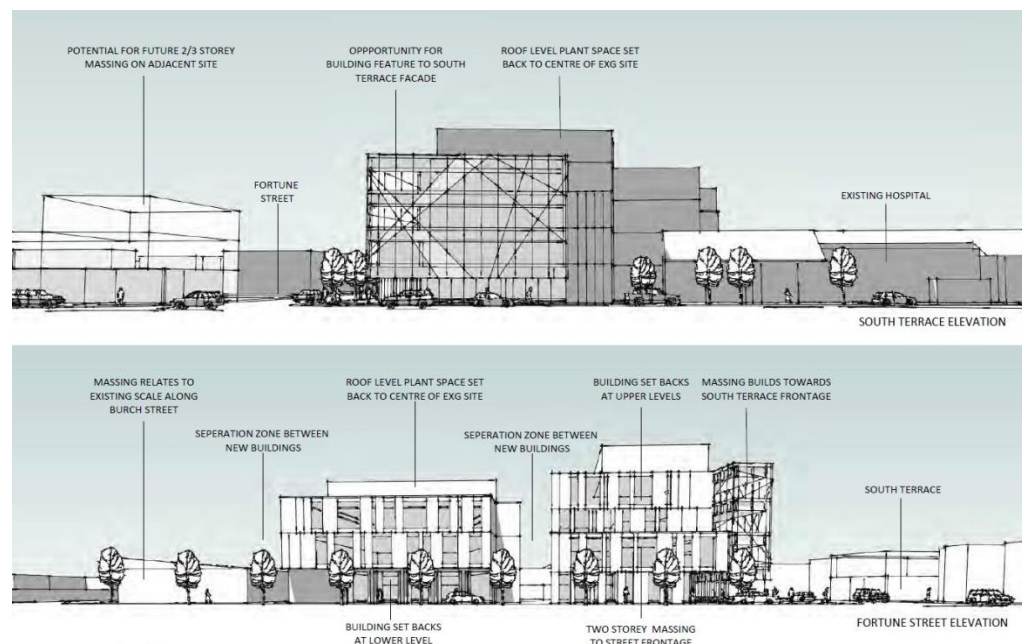 POTENTIAL FOR FUTURE 2/3 STOREY
MASSING ON ADJACENT SITE
OPPPORTUNITY FOR
BUILDING FEATURE TO SOUTH
TERRACE FACADE
ROOF LEVEL PLANT SPACE SET
BACK TO CENTRE OF EXG SITE
FORTUNE
STREET
EXISTING HOSPITAL
SOUTH TERRACE ELEVATION
MASSING RELATES TO
EXISTING SCALE ALONG
BURCH STREET
ROOF LEVEL PLANT SPACE SET
BACK TO CENTRE OF EXG SITE
BUILDING SET BACKS
AT UPPER LEVELS
MASSING BUILDS TOWARDS
SOUTH TERRACE FRONTAGE
SEPERATION ZONE BETWEEN
NEW BUILDINGS
SEPERATION ZONE BETWEEN
NEW BUILDINGS
SOUTH TERRACE
FORTUNE STREET ELEVATION
BUILDING SET BACKS
AT LOWER LEVEL
TWO STOREY MASSING
TO STREET FRONTAGE